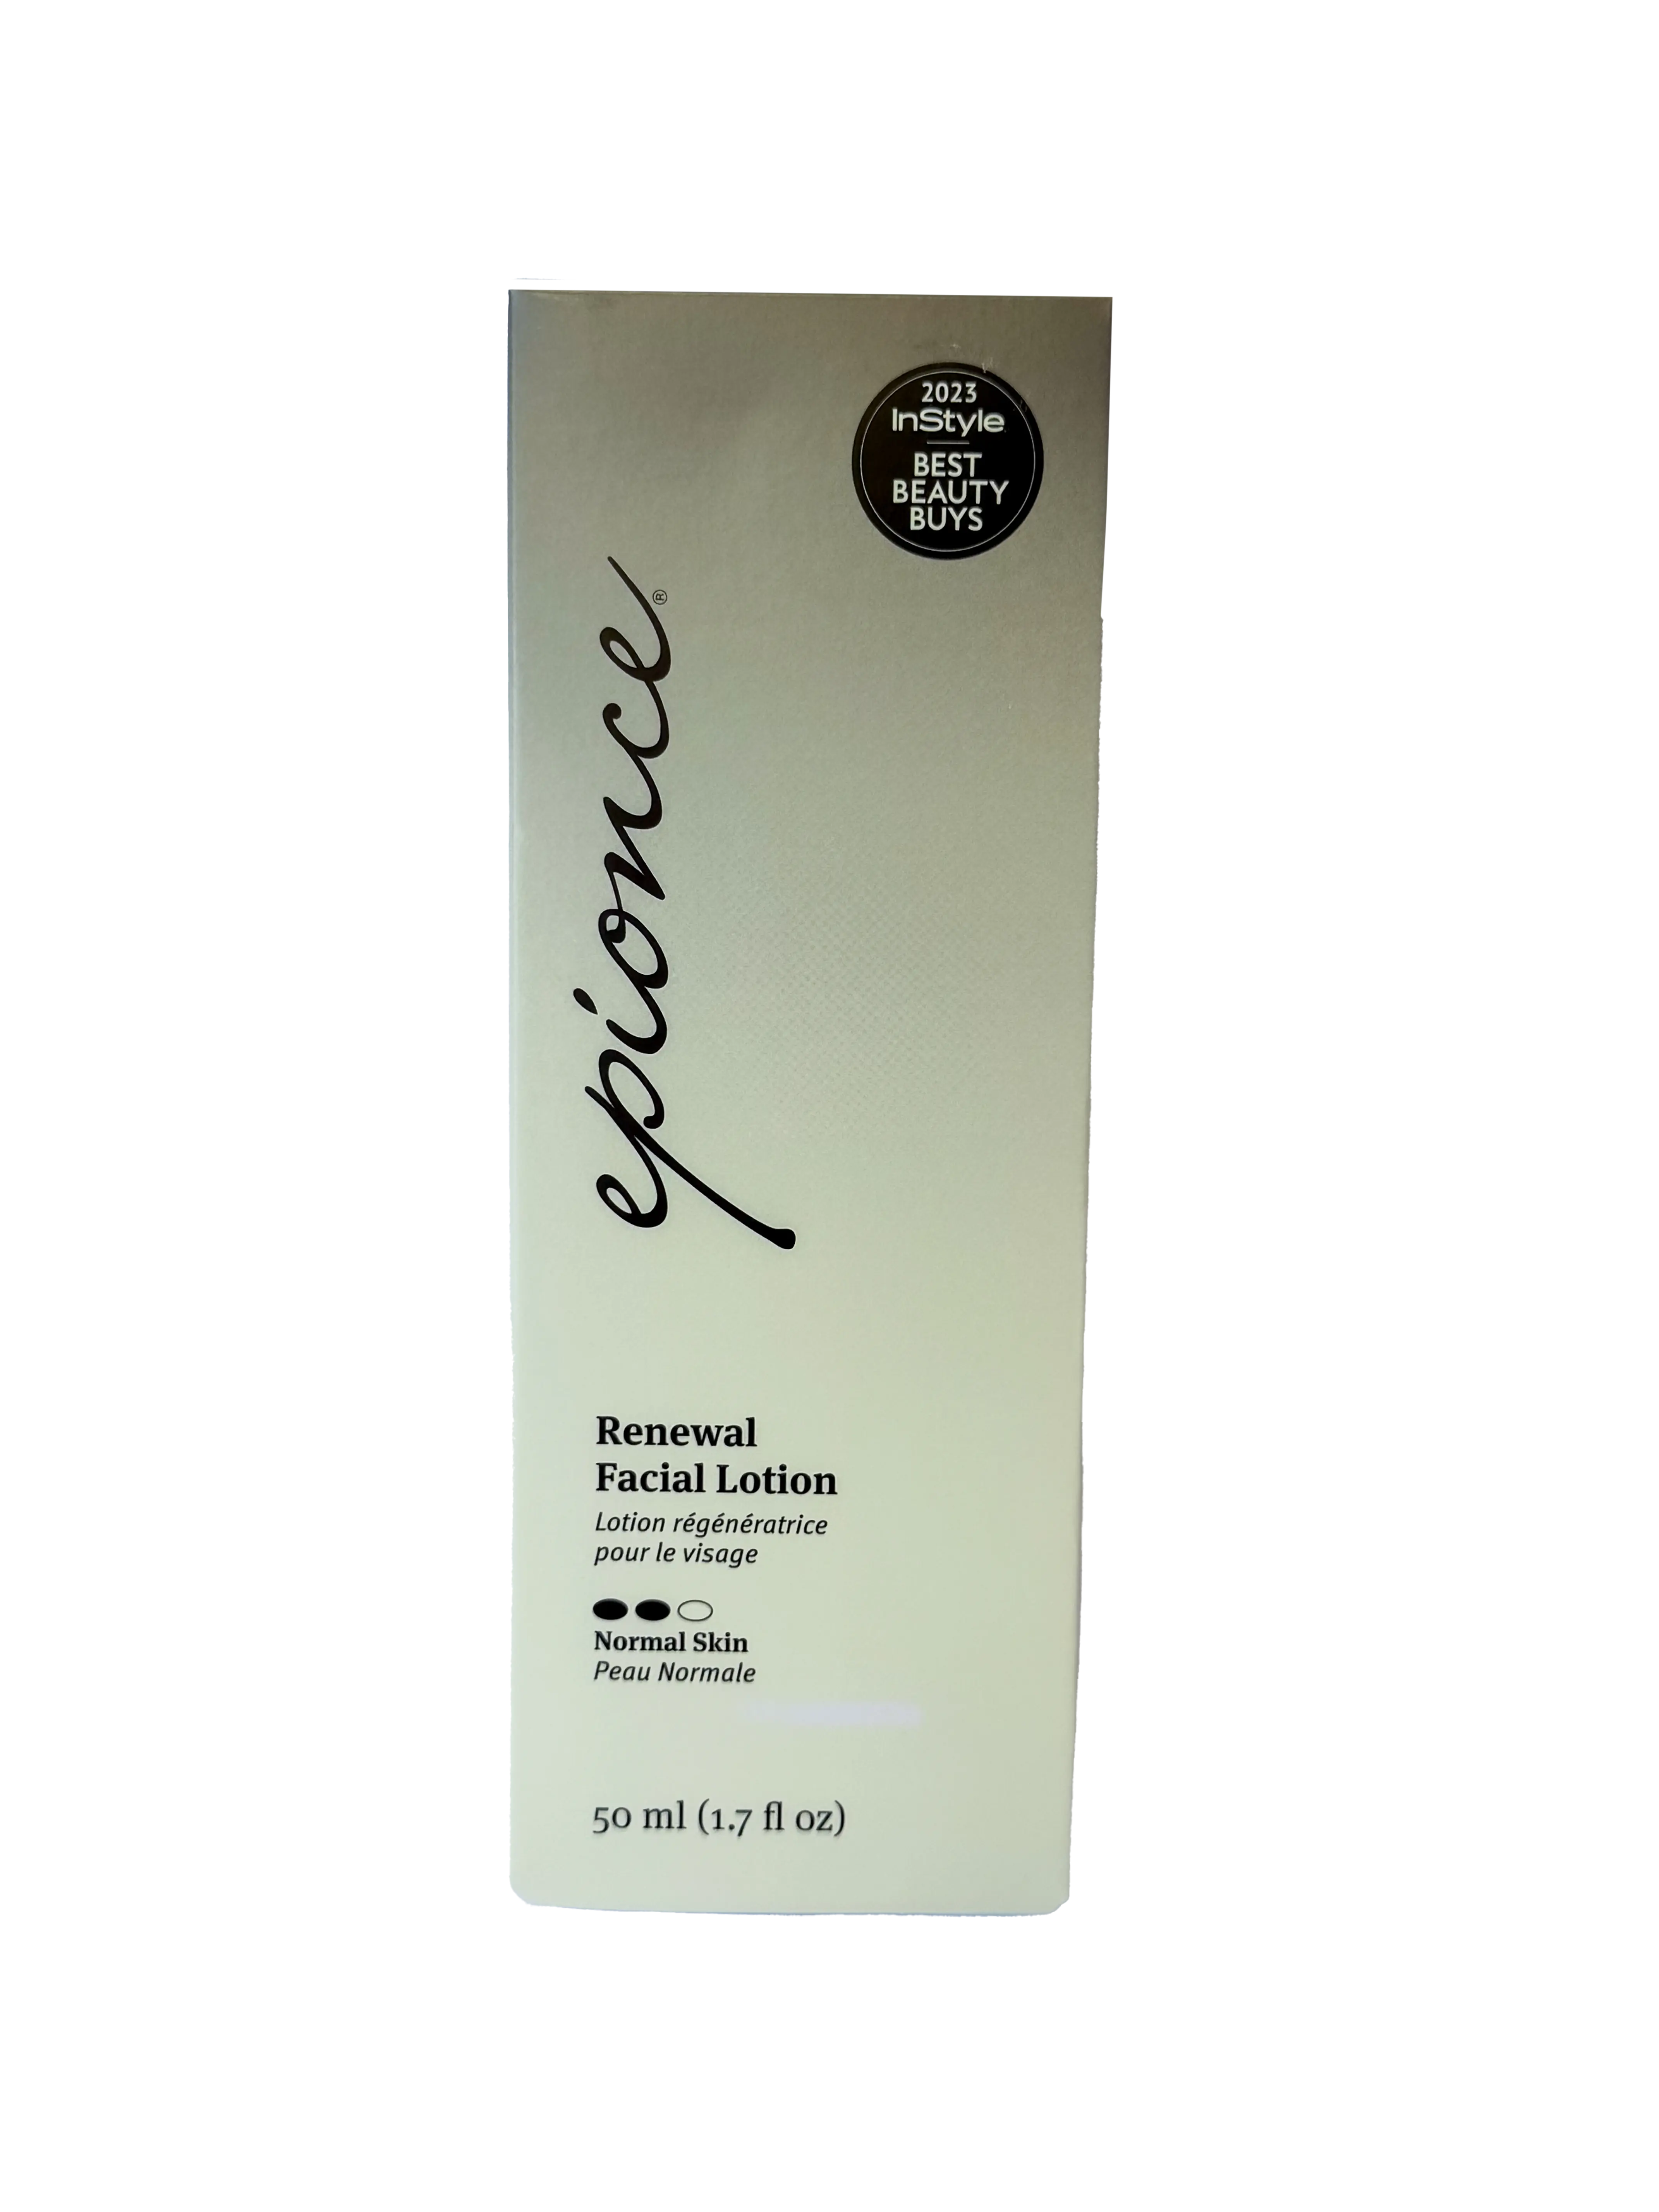 2023
InStyle
BEST
BEAUTY
BUYS
epionce®
Renewal
Facial Lotion
Lotion régénératrice
pour le visage
Normal Skin
Peau Normale
50 ml (1.7 fl oz)